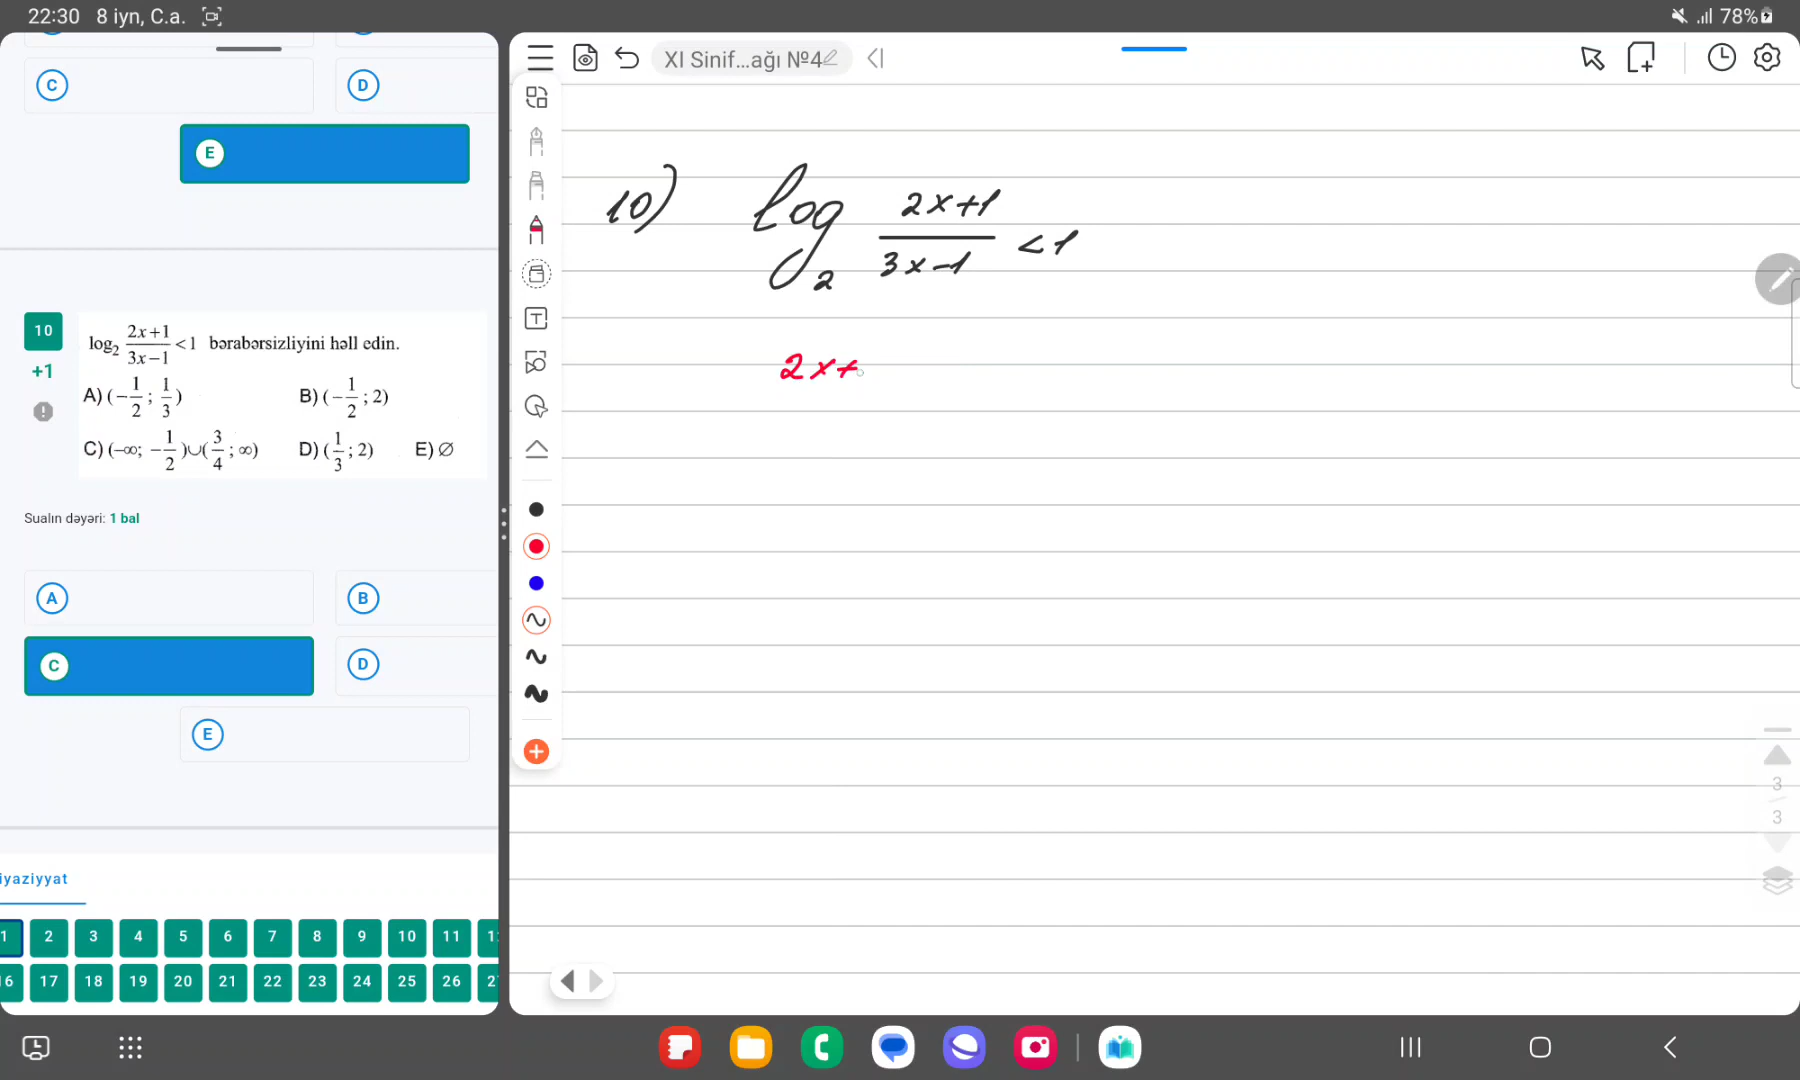 22:30 8 iyn, C.a.
78%
C
D
E
10
+1
log₂ (2x+1)/(3x−1) <1 bərabərsizliyini həll edin.
A) (−1/2 ; 1/3)
B) (−1/2 ; 2)
C) (−∞; −1/2)∪(3/4 ; ∞)
D) (1/3 ; 2)
E) ∅
Sualın dəyəri: 1 bal
A
B
C
D
E
iyaziyyat
1 2 3 4 5 6 7 8 9 10 11 1
16 17 18 19 20 21 22 23 24 25 26 2
XI Sinif...ağı №4
T
10) log₂ (2x+1)/(3x-1) <1
2x+
3
3